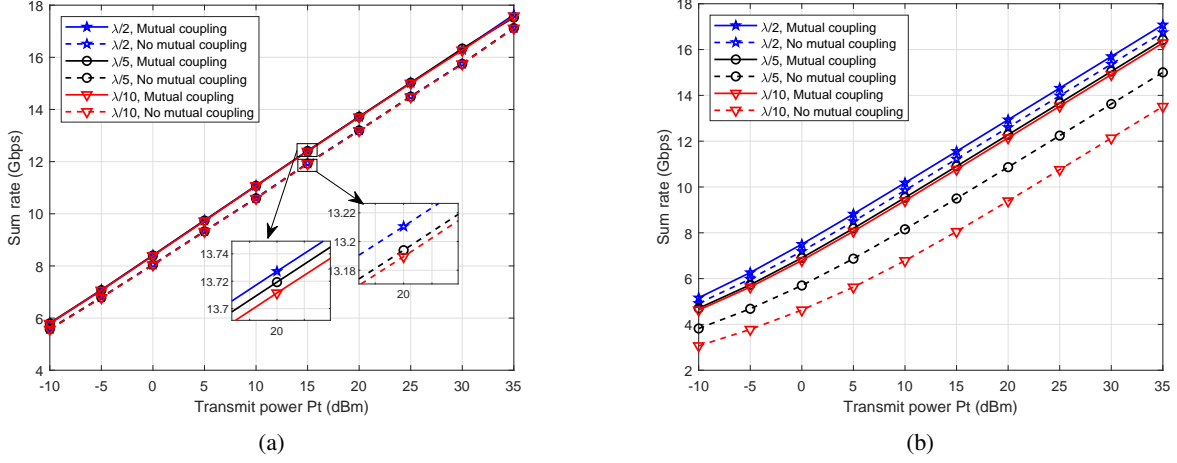 18
16
14
12
10
8
6
4
Sum rate (Gbps)
λ/2, Mutual coupling
λ/2, No mutual coupling
λ/5, Mutual coupling
λ/5, No mutual coupling
λ/10, Mutual coupling
λ/10, No mutual coupling
13.74
13.72
13.7
20
13.22
13.2
13.18
20
-10 -5 0 5 10 15 20 25 30 35
Transmit power Pt (dBm)
(a)
18
16
14
12
10
8
6
4
2
Sum rate (Gbps)
λ/2, Mutual coupling
λ/2, No mutual coupling
λ/5, Mutual coupling
λ/5, No mutual coupling
λ/10, Mutual coupling
λ/10, No mutual coupling
-10 -5 0 5 10 15 20 25 30 35
Transmit power Pt (dBm)
(b)